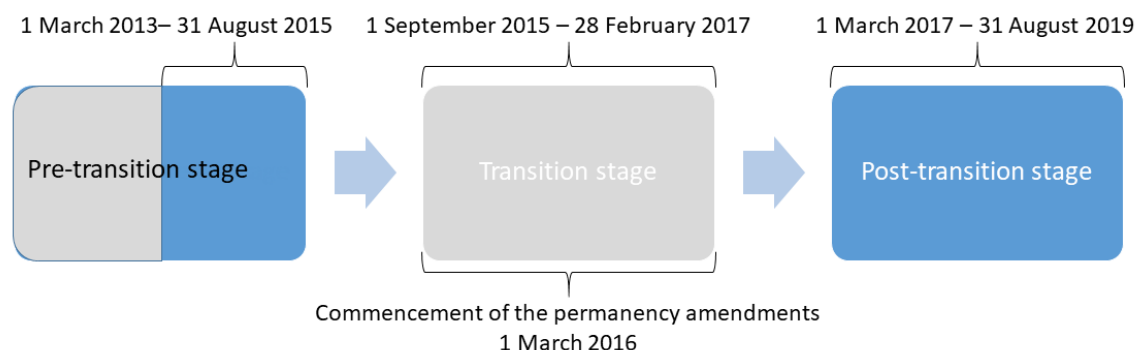 1 March 2013– 31 August 2015
1 September 2015 – 28 February 2017
1 March 2017 – 31 August 2019
Pre-transition stage
Transition stage
Post-transition stage
Commencement of the permanency amendments
1 March 2016